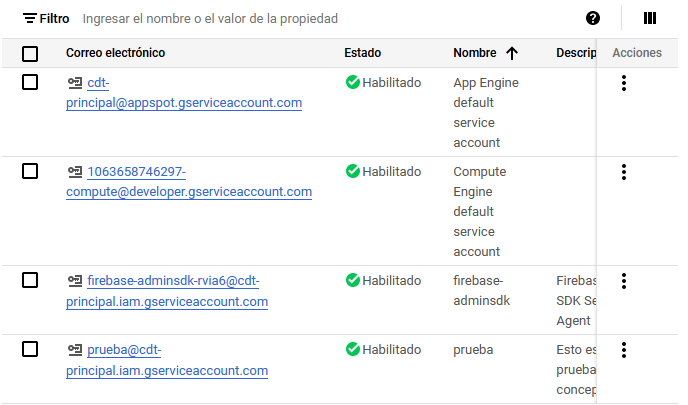 Filtro Ingresar el nombre o el valor de la propiedad
Correo electrónico Estado Nombre Descrip Acciones
cdt- Habilitado App Engine
principal@appspot.gserviceaccount.com default
service
account
1063658746297- Habilitado Compute
compute@developer.gserviceaccount.com Engine
default
service
account
firebase-adminsdk-rvia6@cdt- Habilitado firebase- Firebas
principal.iam.gserviceaccount.com adminsdk SDK Se
Agent
prueba@cdt- Habilitado prueba Esto es
principal.iam.gserviceaccount.com prueba
concep